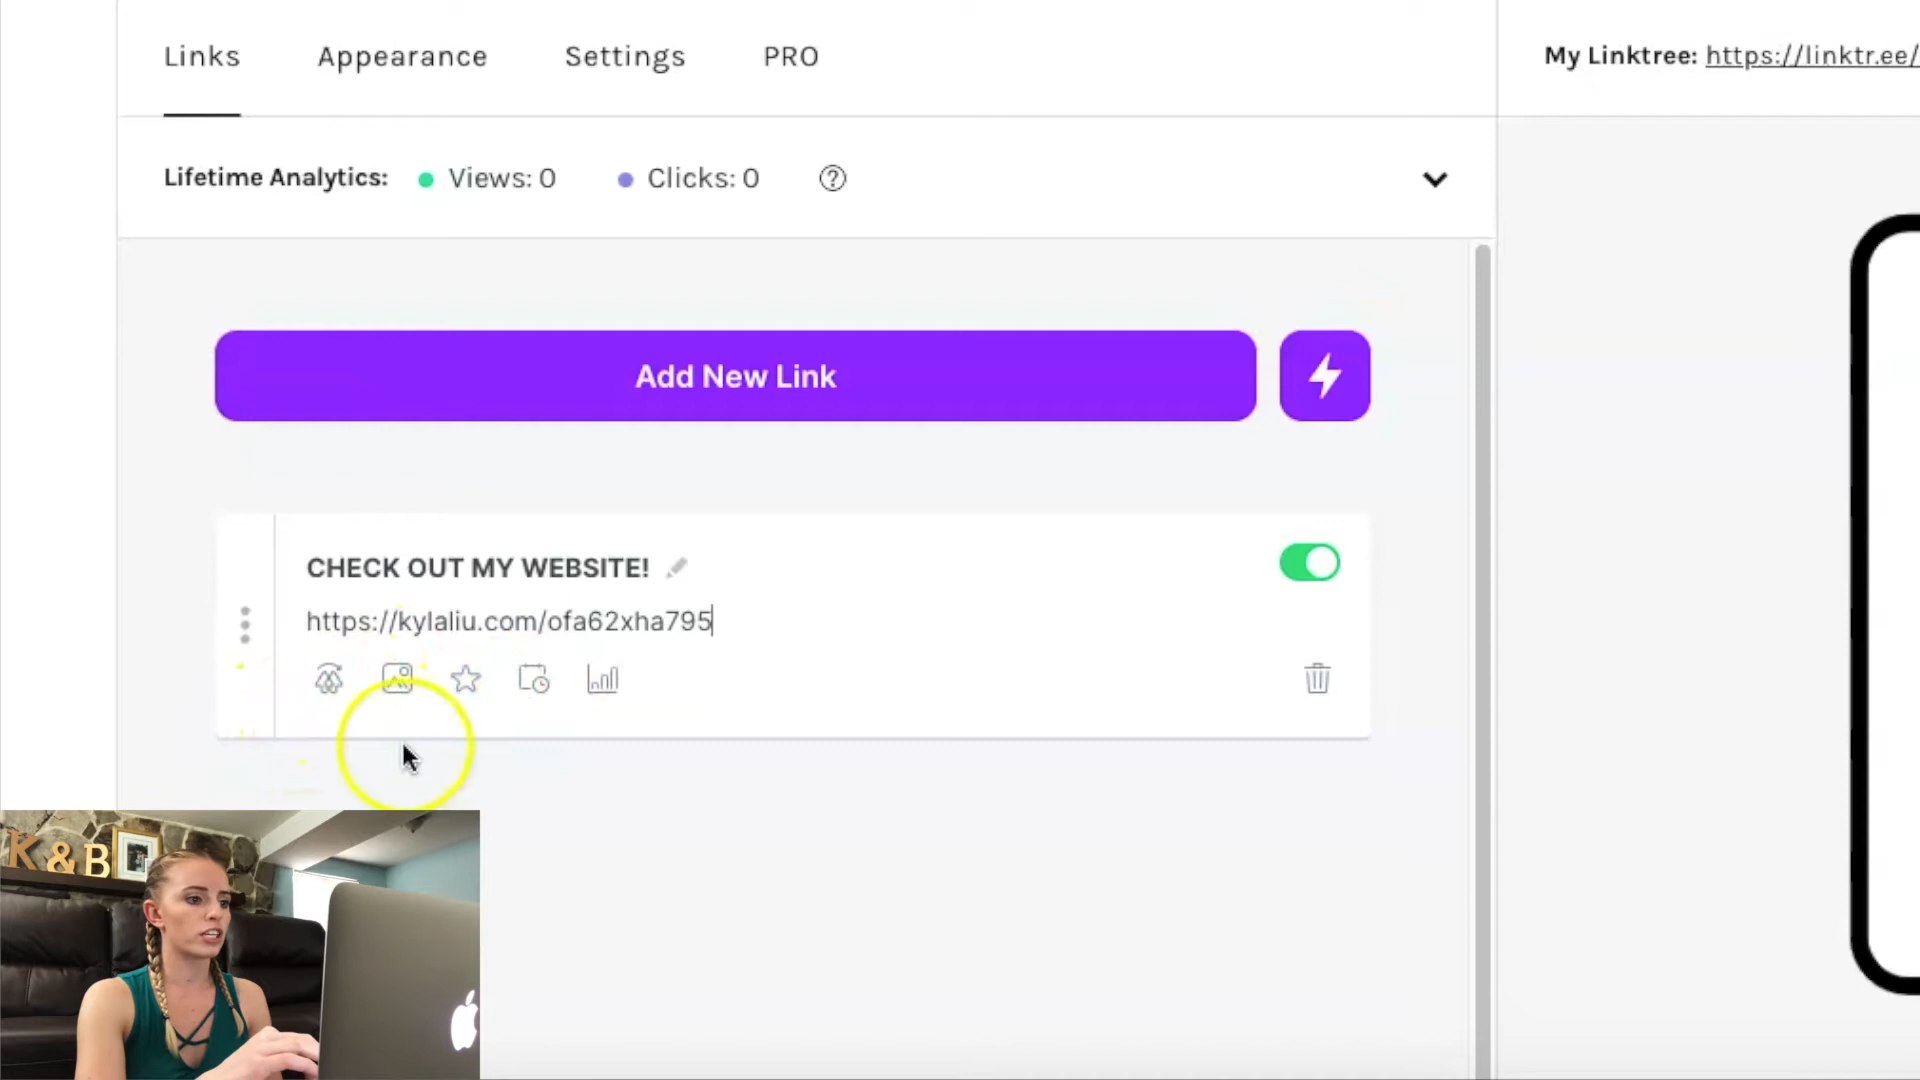 Links Appearance Settings PRO
My Linktree: https://linktr.ee/
Lifetime Analytics: Views: 0 Clicks: 0 ?
Add New Link
CHECK OUT MY WEBSITE!
https://kylaliu.com/ofa62xha795
K & B